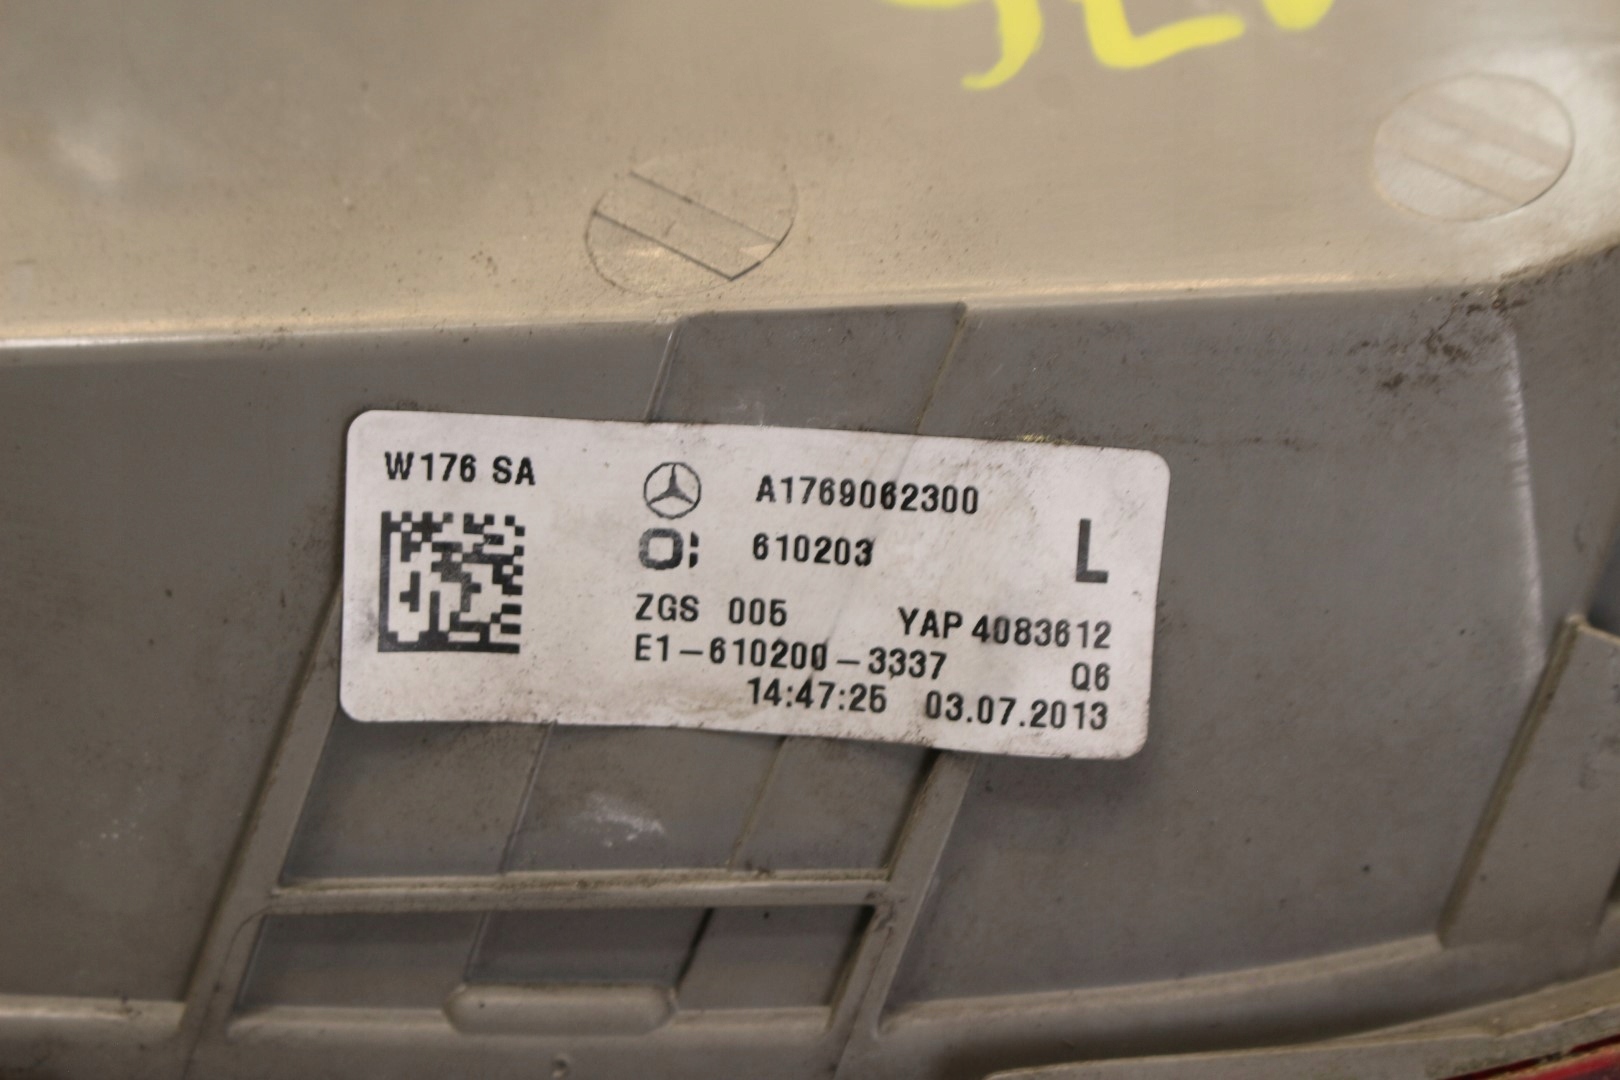 W176 SA
A1769062300
610203
L
ZGS 005
YAP 4083612
E1-610200-3337
Q6
14:47:25 03.07.2013